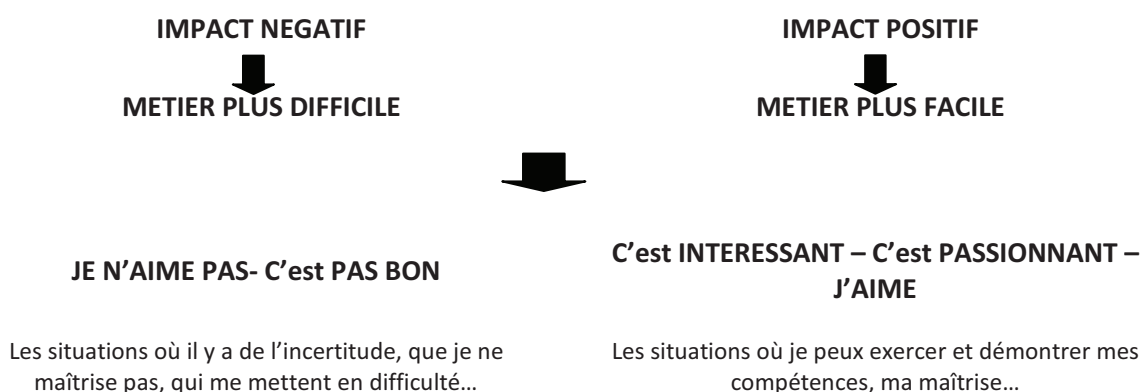 IMPACT NEGATIF
METIER PLUS DIFFICILE
IMPACT POSITIF
METIER PLUS FACILE
JE N’AIME PAS- C’est PAS BON
Les situations où il y a de l’incertitude, que je ne
maîtrise pas, qui me mettent en difficulté…
C’est INTERESSANT – C’est PASSIONNANT –
J’AIME
Les situations où je peux exercer et démontrer mes
compétences, ma maîtrise…